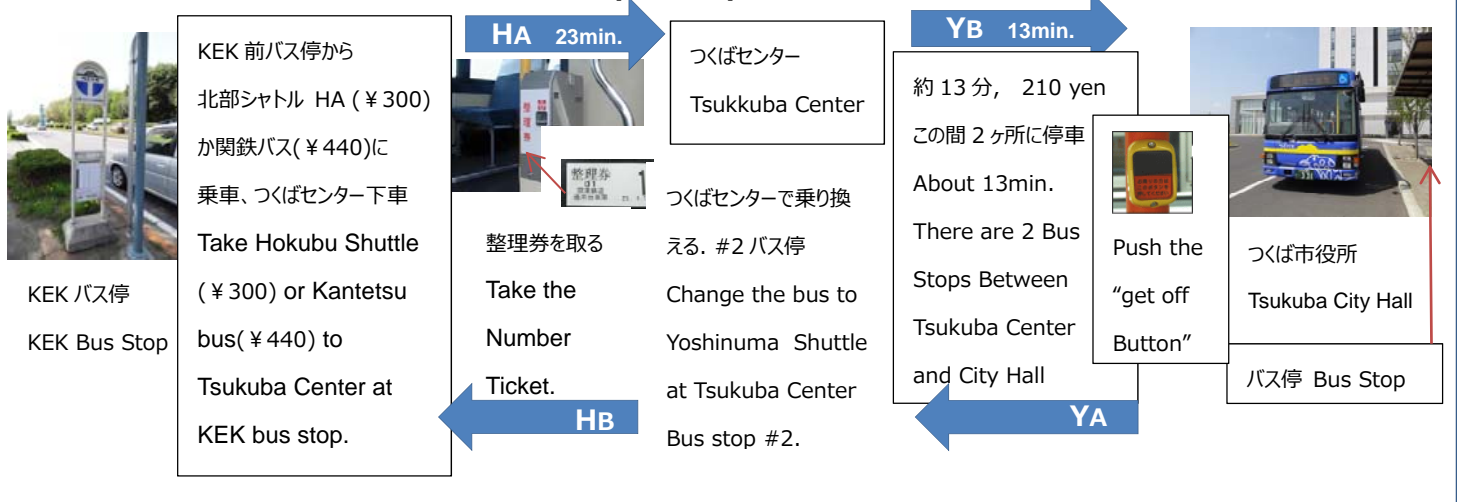 KEK バス停
KEK Bus Stop
KEK 前バス停から
北部シャトル HA (¥300)
か関鉄バス(¥440)に
乗車、つくばセンター下車
Take Hokubu Shuttle
(¥300) or Kantetsu
bus(¥440) to
Tsukuba Center at
KEK bus stop.
HA 23min.
整理券
整理券
01
整理券を取る
Take the
Number
Ticket.
HB
つくばセンター
Tsukkuba Center
つくばセンターで乗り換
える. #2 バス停
Change the bus to
Yoshinuma Shuttle
at Tsukuba Center
Bus stop #2.
YB 13min.
約 13 分, 210 yen
この間 2 ヶ所に停車
About 13min.
There are 2 Bus
Stops Between
Tsukuba Center
and City Hall
YA
Push the
“get off
Button”
つくば市役所
Tsukuba City Hall
バス停 Bus Stop